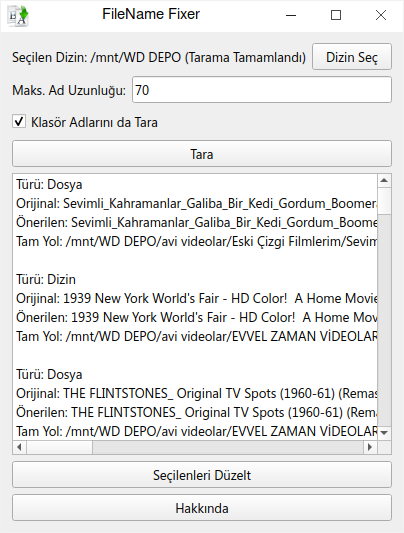 FileName Fixer
Seçilen Dizin: /mnt/WD DEPO (Tarama Tamamlandı) Dizin Seç
Maks. Ad Uzunluğu: 70
Klasör Adlarını da Tara
Tara
Türü: Dosya
Orijinal: Sevimli_Kahramanlar_Galiba_Bir_Kedi_Gordum_Boomera
Önerilen: Sevimli_Kahramanlar_Galiba_Bir_Kedi_Gordum_Boome
Tam Yol: /mnt/WD DEPO/avi videolar/Eski Çizgi Filmlerim/Sevim
Türü: Dizin
Orijinal: 1939 New York World's Fair - HD Color!  A Home Movie
Önerilen: 1939 New York World's Fair - HD Color!  A Home Movi
Tam Yol: /mnt/WD DEPO/avi videolar/EVVEL ZAMAN VİDEOLAR
Türü: Dosya
Orijinal: THE FLINTSTONES_ Original TV Spots (1960-61) (Remas
Önerilen: THE FLINTSTONES_ Original TV Spots (1960-61) (Rema
Tam Yol: /mnt/WD DEPO/avi videolar/EVVEL ZAMAN VİDEOLAR
Seçilenleri Düzelt
Hakkında